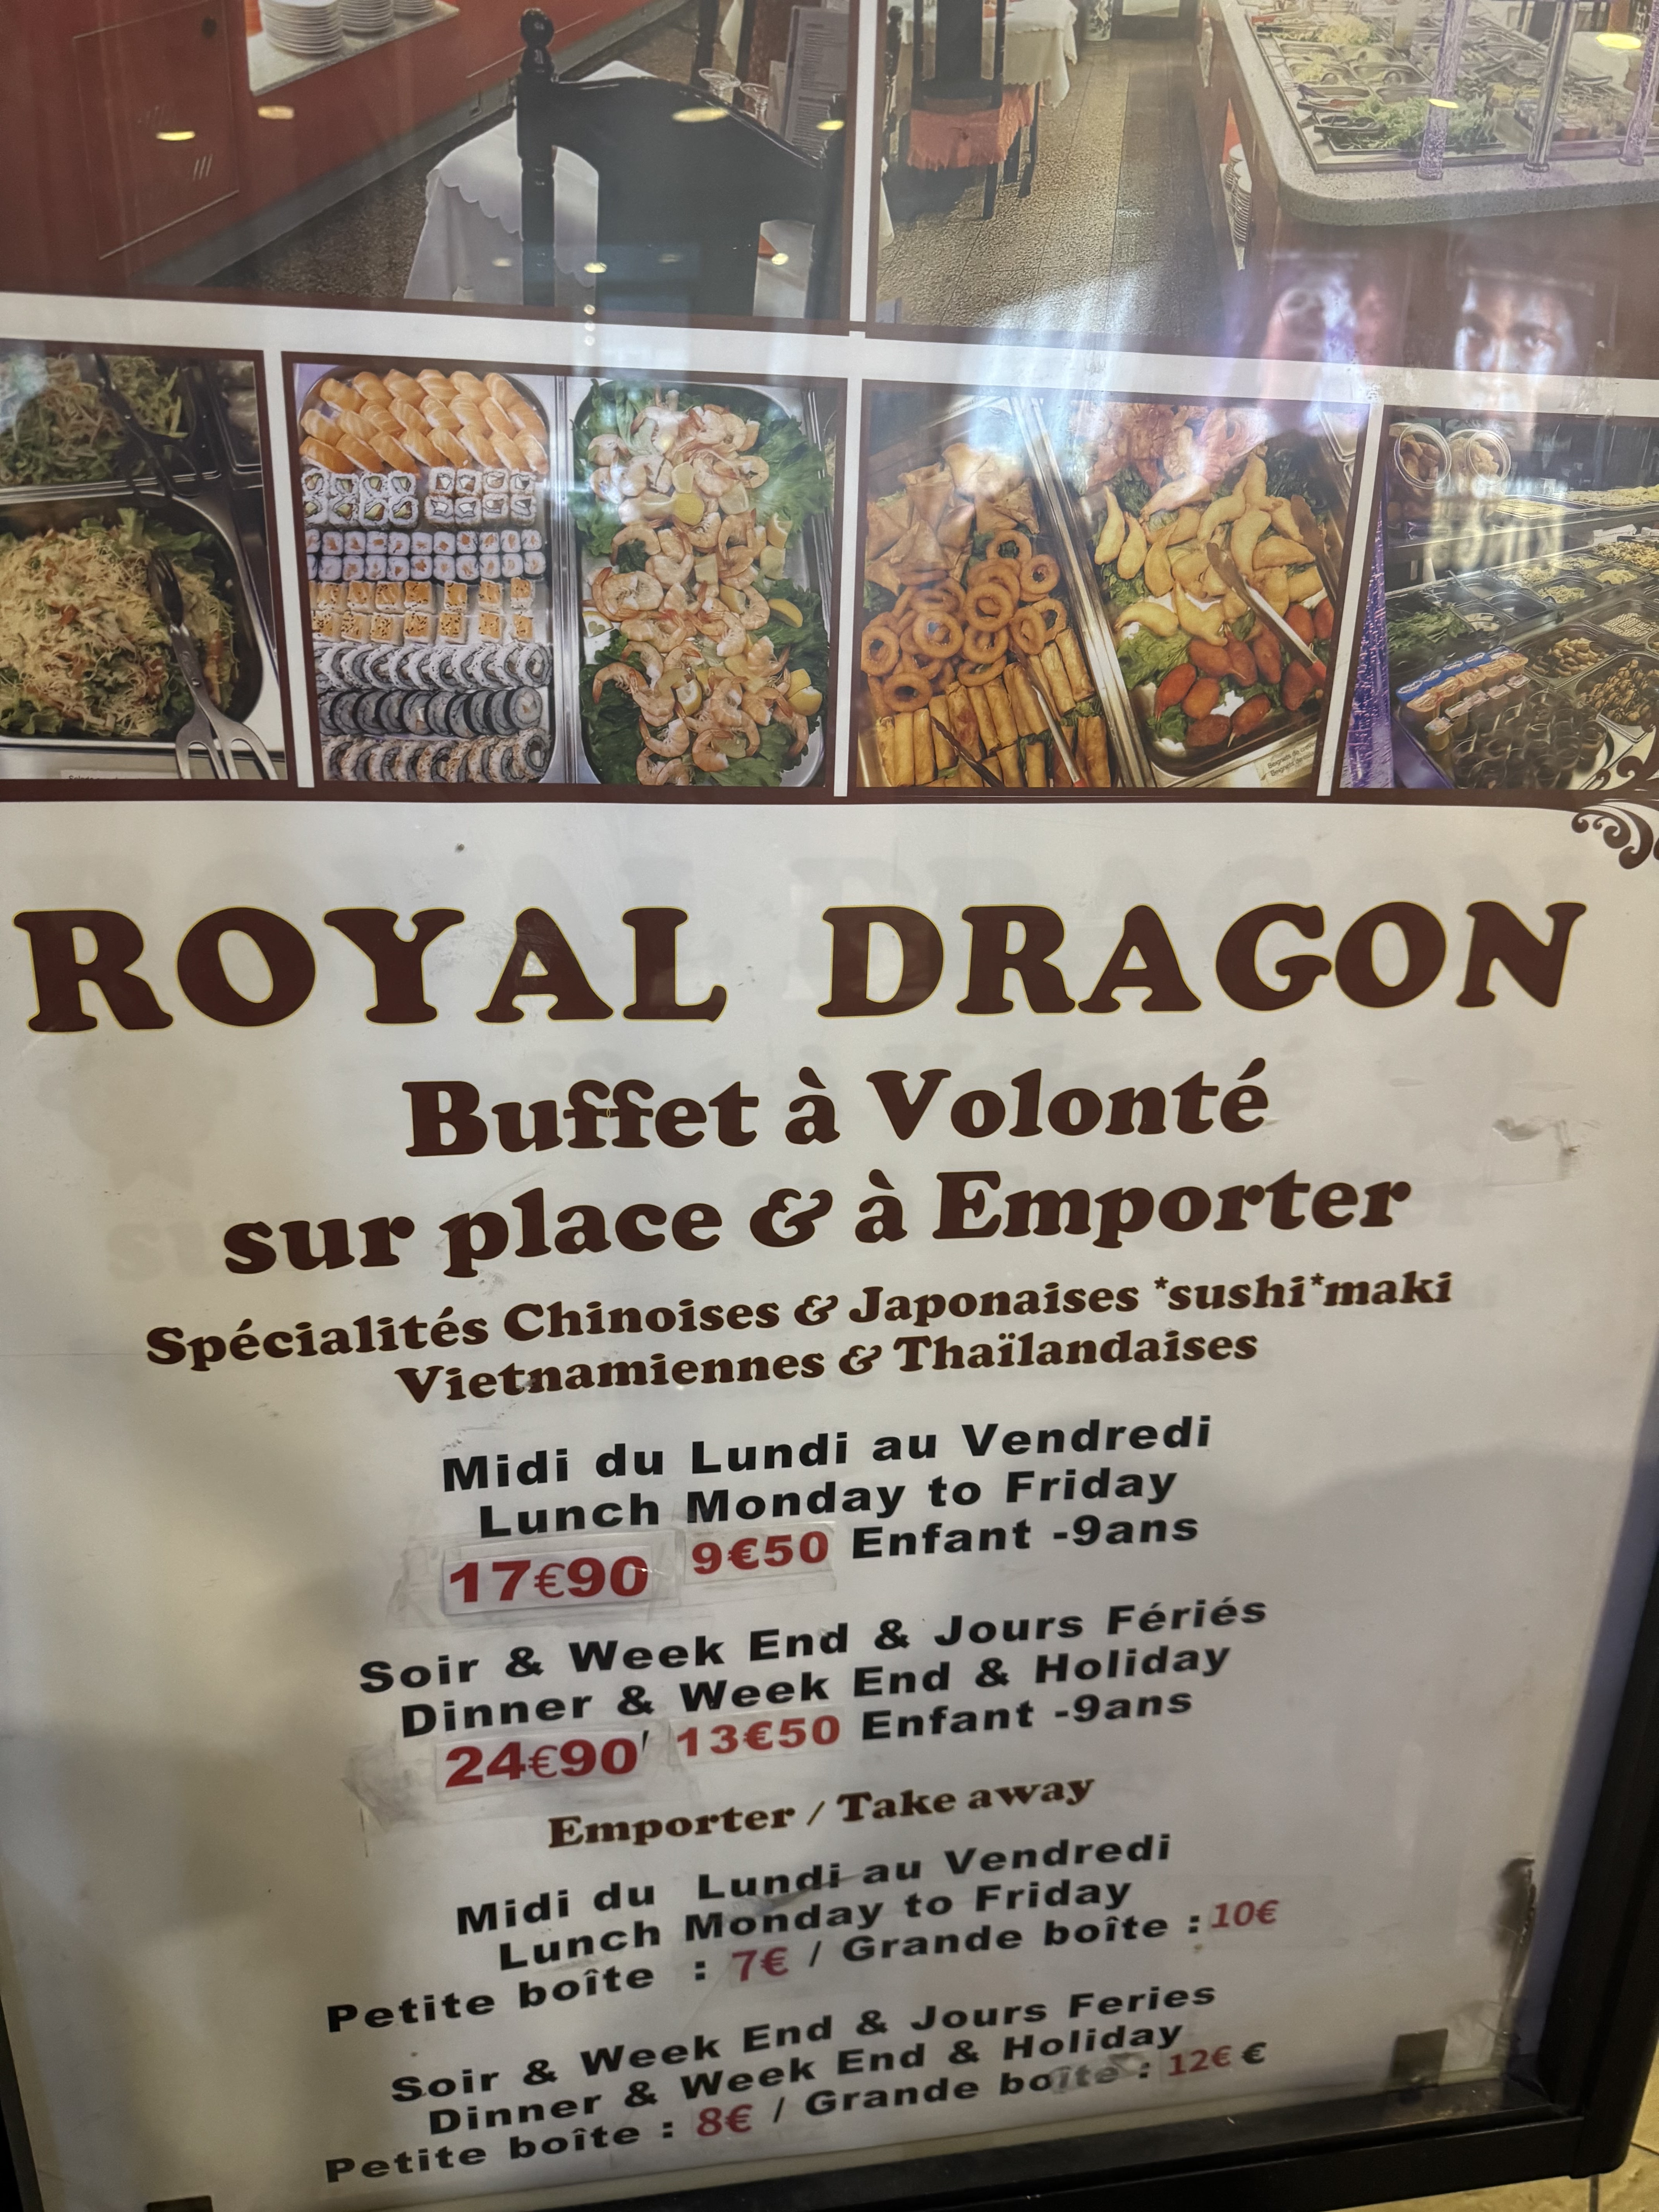 ROYAL DRAGON
Buffet à Volonté
sur place & à Emporter
Spécialités Chinoises & Japonaises *sushi*maki
Vietnamiennes & Thaïlandaises
Midi du Lundi au Vendredi
Lunch Monday to Friday
17€90 9€50 Enfant -9ans
Soir & Week End & Jours Fériés
Dinner & Week End & Holiday
24€90 13€50 Enfant -9ans
Emporter / Take away
Midi du Lundi au Vendredi
Lunch Monday to Friday
Petite boîte : 7€ / Grande boîte : 10€
Soir & Week End & Jours Feries
Dinner & Week End & Holiday
Petite boîte : 8€ / Grande boîte : 12€ €